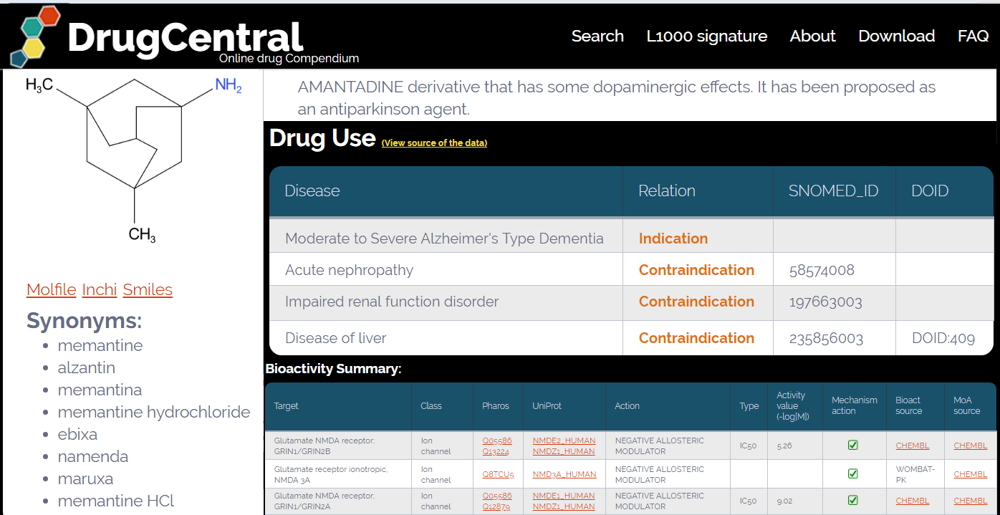 DrugCentral
Online drug Compendium
Search L1000 signature About Download FAQ
H3C
NH2
CH3
Molfile Inchi Smiles
Synonyms:
memantine
alzantin
memantina
memantine hydrochloride
ebixa
namenda
maruxa
memantine HCl
AMANTADINE derivative that has some dopaminergic effects. It has been proposed as
an antiparkinson agent.
Drug Use (View source of the data)
Disease Relation SNOMED_ID DOID
Moderate to Severe Alzheimer's Type Dementia Indication
Acute nephropathy Contraindication 58574008
Impaired renal function disorder Contraindication 197663003
Disease of liver Contraindication 235856003 DOID:409
Bioactivity Summary:
Target Class Pharos UniProt Action Type Activity value (-log[M]) Mechanism action Bioact source MoA source
Glutamate NMDA receptor, Ion Q05586 NMDE2_HUMAN NEGATIVE ALLOSTERIC IC50 5.26 CHEMBL CHEMBL
GRIN1/GRIN2B channel Q13224 NMDZ1_HUMAN MODULATOR
Glutamate receptor ionotropic, Ion Q8TCU5 NMD3A_HUMAN NEGATIVE ALLOSTERIC WOMBAT- CHEMBL
NMDA 3A channel MODULATOR PK
Glutamate NMDA receptor, Ion Q05586 NMDE1_HUMAN NEGATIVE ALLOSTERIC IC50 9.02 CHEMBL CHEMBL
GRIN1/GRIN2A channel Q12879 NMDZ1_HUMAN MODULATOR